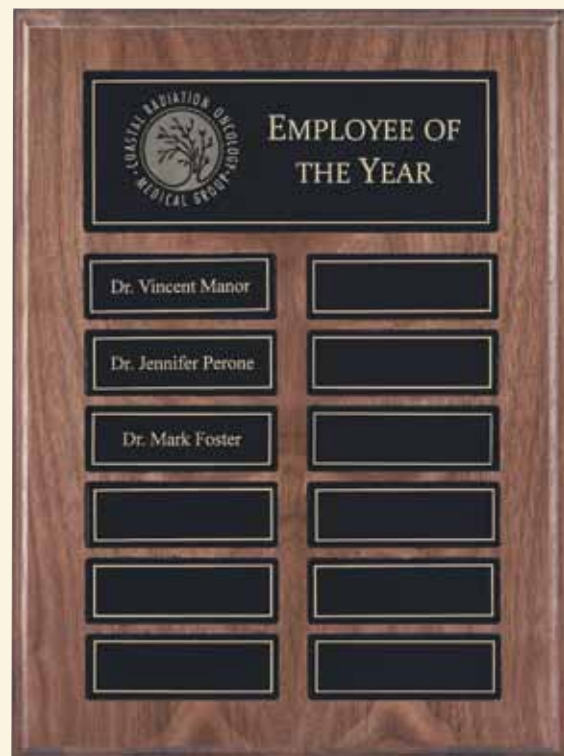 COASTAL RADIATION ONCOLOGY
MEDICAL GROUP
EMPLOYEE OF
THE YEAR
Dr. Vincent Manor
Dr. Jennifer Perone
Dr. Mark Foster